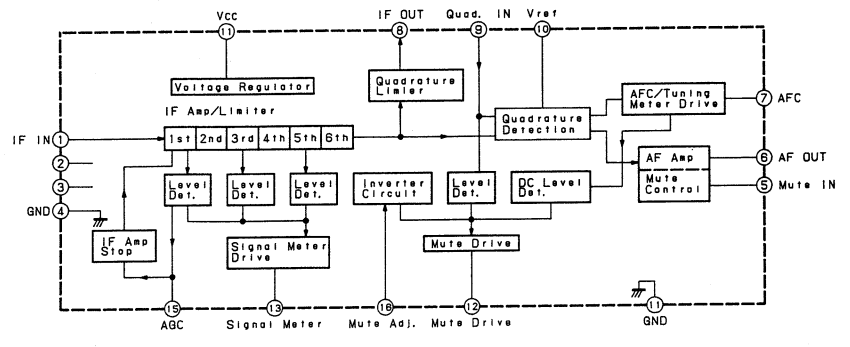 Vcc
IF OUT
Quad. IN
Vref
11
8
9
10
Voltage Regulator
Quadrature
Limier
AFC/Tuning
Meter Drive
7
AFC
IF Amp/Limiter
Quadrature
Detection
IF IN
1
1st
2nd
3rd
4th
5th
6th
2
AF Amp
6
AF OUT
3
Level
Det.
Level
Det.
Level
Det.
Inverter
Circuit
Level
Det.
DC Level
Det.
Mute
Control
5
Mute IN
GND
4
IF Amp
Stop
Signal Meter
Drive
Mute Drive
15
13
16
12
11
AGC
Signal Meter
Mute Adj.
Mute Drive
GND